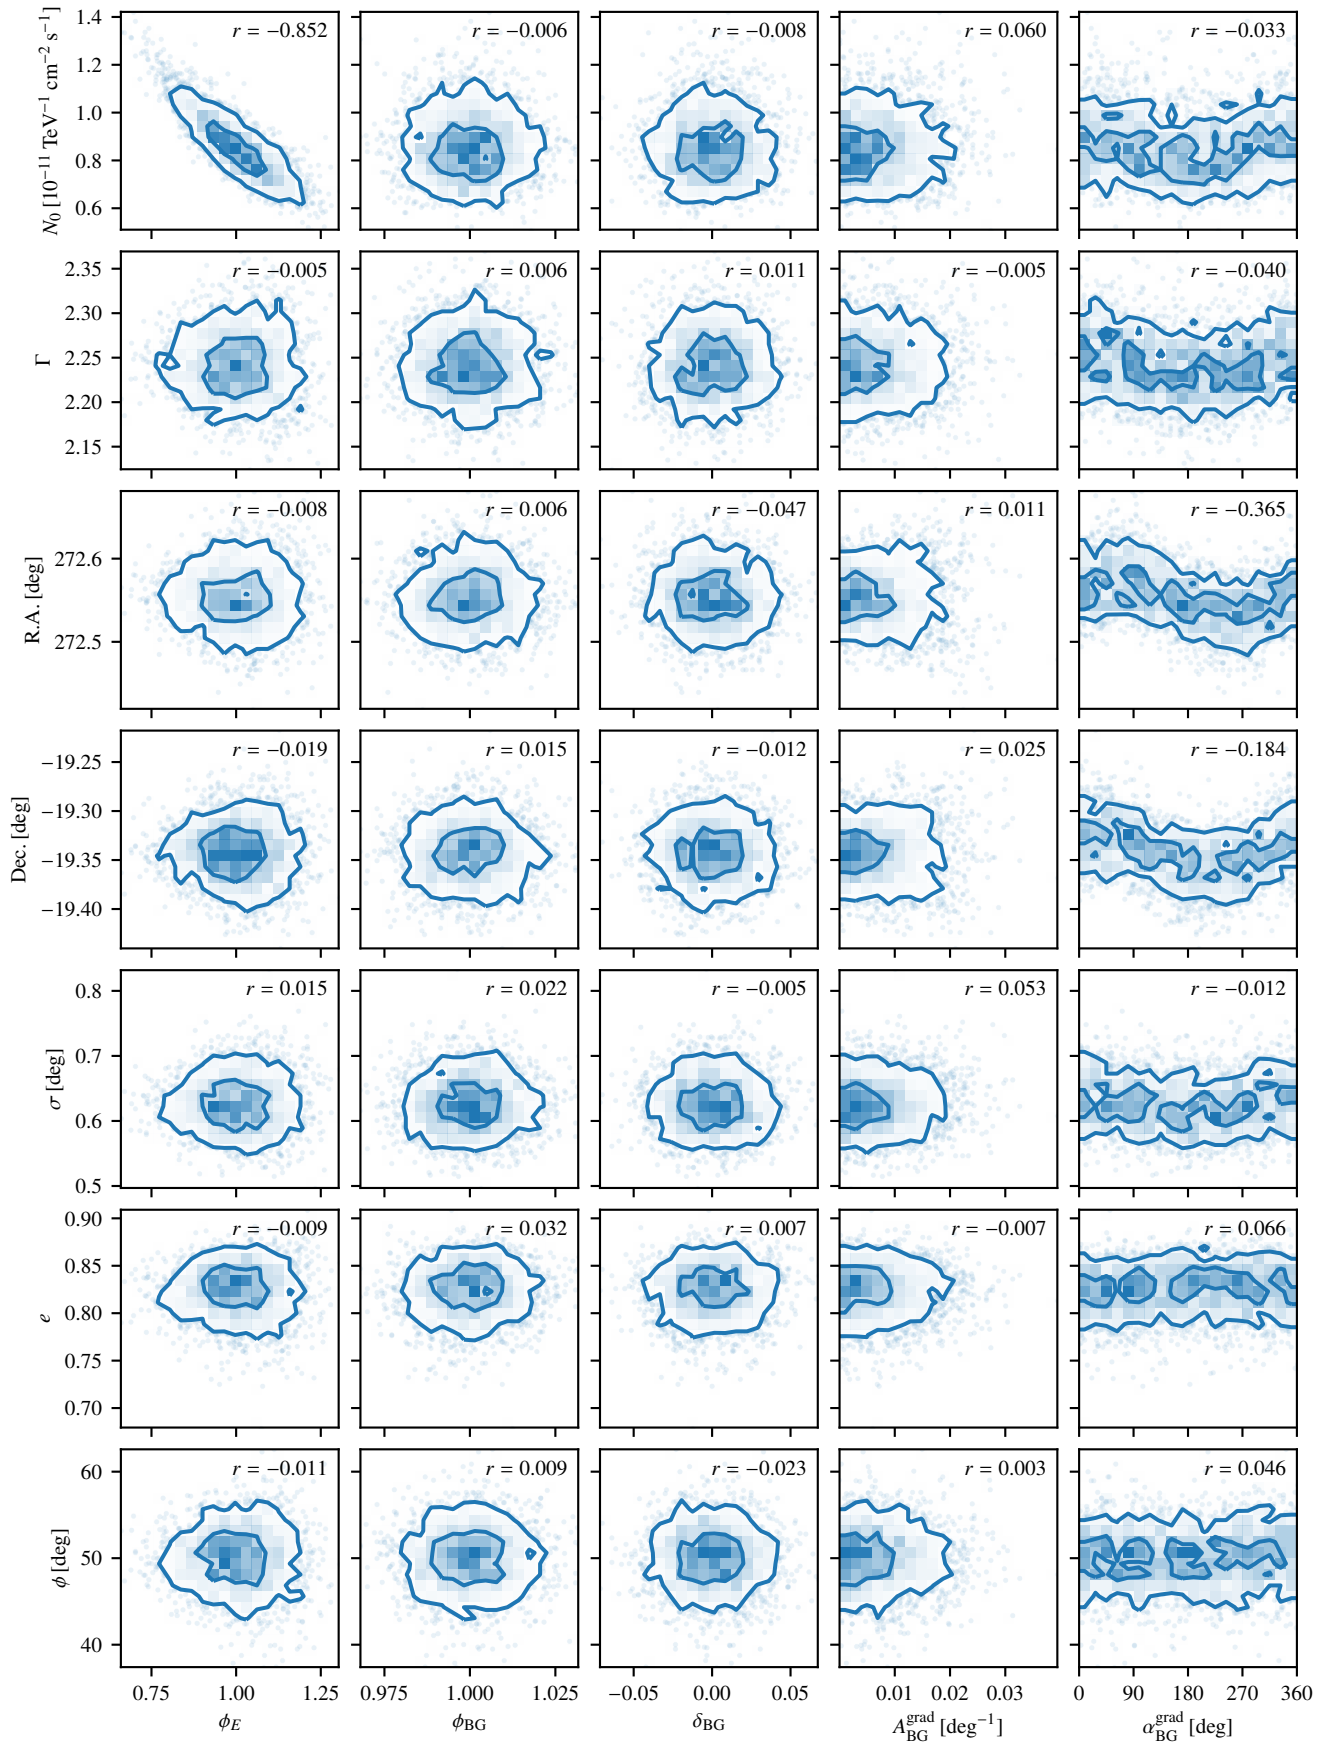 N₀ [10⁻¹¹ TeV⁻¹ cm⁻² s⁻¹]
1.4
1.2
1.0
0.8
0.6
r = −0.852
r = −0.006
r = −0.008
r = 0.060
r = −0.033
Γ
2.35
2.30
2.25
2.20
2.15
r = −0.005
r = 0.006
r = 0.011
r = −0.005
r = −0.040
R.A. [deg]
272.6
272.5
r = −0.008
r = 0.006
r = −0.047
r = 0.011
r = −0.365
Dec. [deg]
−19.25
−19.30
−19.35
−19.40
r = −0.019
r = 0.015
r = −0.012
r = 0.025
r = −0.184
σ [deg]
0.8
0.7
0.6
0.5
r = 0.015
r = 0.022
r = −0.005
r = 0.053
r = −0.012
e
0.90
0.85
0.80
0.75
0.70
r = −0.009
r = 0.032
r = 0.007
r = −0.007
r = 0.066
ϕ [deg]
60
50
40
r = −0.011
r = 0.009
r = −0.023
r = 0.003
r = 0.046
0.75 1.00 1.25
0.975 1.000 1.025
−0.05 0.00 0.05
0.01 0.02 0.03
0 90 180 270 360
ϕ_E
ϕ_BG
δ_BG
A_BG^grad [deg⁻¹]
α_BG^grad [deg]